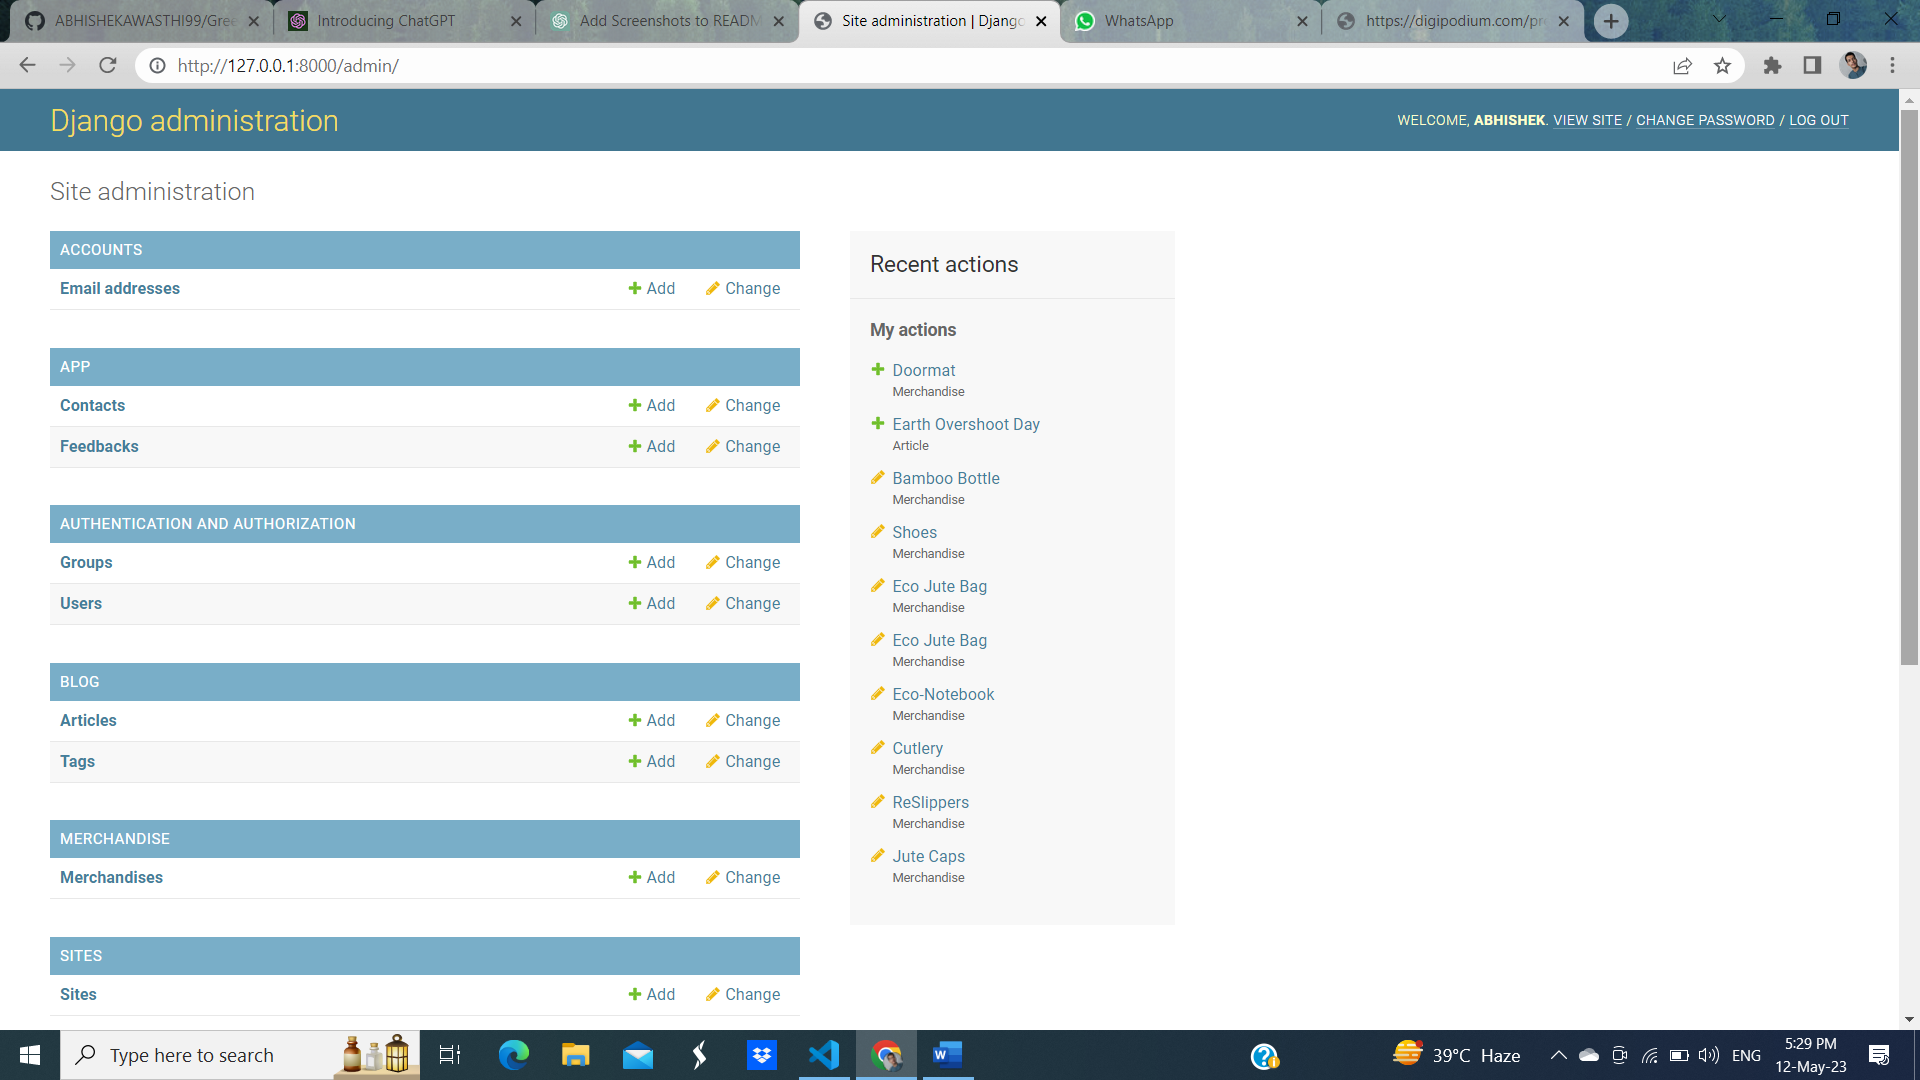 ABHISHEKAWASTHI99/Gree
Introducing ChatGPT
Add Screenshots to READM
Site administration | Django
WhatsApp
https://digipodium.com/pr
http://127.0.0.1:8000/admin/
Django administration
WELCOME, ABHISHEK. VIEW SITE / CHANGE PASSWORD / LOG OUT
Site administration
ACCOUNTS
Email addresses Add Change
APP
Contacts Add Change
Feedbacks Add Change
AUTHENTICATION AND AUTHORIZATION
Groups Add Change
Users Add Change
BLOG
Articles Add Change
Tags Add Change
MERCHANDISE
Merchandises Add Change
SITES
Sites Add Change
Recent actions
My actions
Doormat
Merchandise
Earth Overshoot Day
Article
Bamboo Bottle
Merchandise
Shoes
Merchandise
Eco Jute Bag
Merchandise
Eco Jute Bag
Merchandise
Eco-Notebook
Merchandise
Cutlery
Merchandise
ReSlippers
Merchandise
Jute Caps
Merchandise
Type here to search
39°C Haze
ENG
5:29 PM
12-May-23